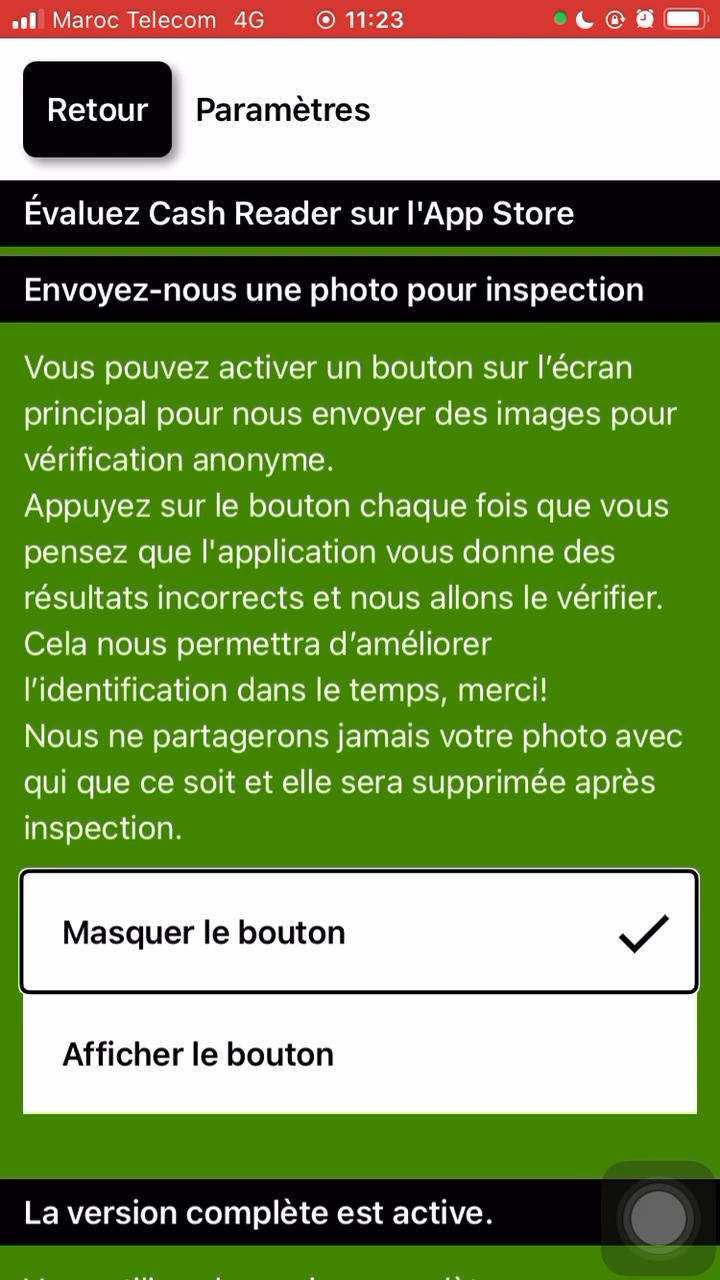 Maroc Telecom 4G 11:23
Retour Paramètres
Évaluez Cash Reader sur l'App Store
Envoyez-nous une photo pour inspection
Vous pouvez activer un bouton sur l’écran
principal pour nous envoyer des images pour
vérification anonyme.
Appuyez sur le bouton chaque fois que vous
pensez que l'application vous donne des
résultats incorrects et nous allons le vérifier.
Cela nous permettra d’améliorer
l’identification dans le temps, merci!
Nous ne partagerons jamais votre photo avec
qui que ce soit et elle sera supprimée après
inspection.
Masquer le bouton
Afficher le bouton
La version complète est active.